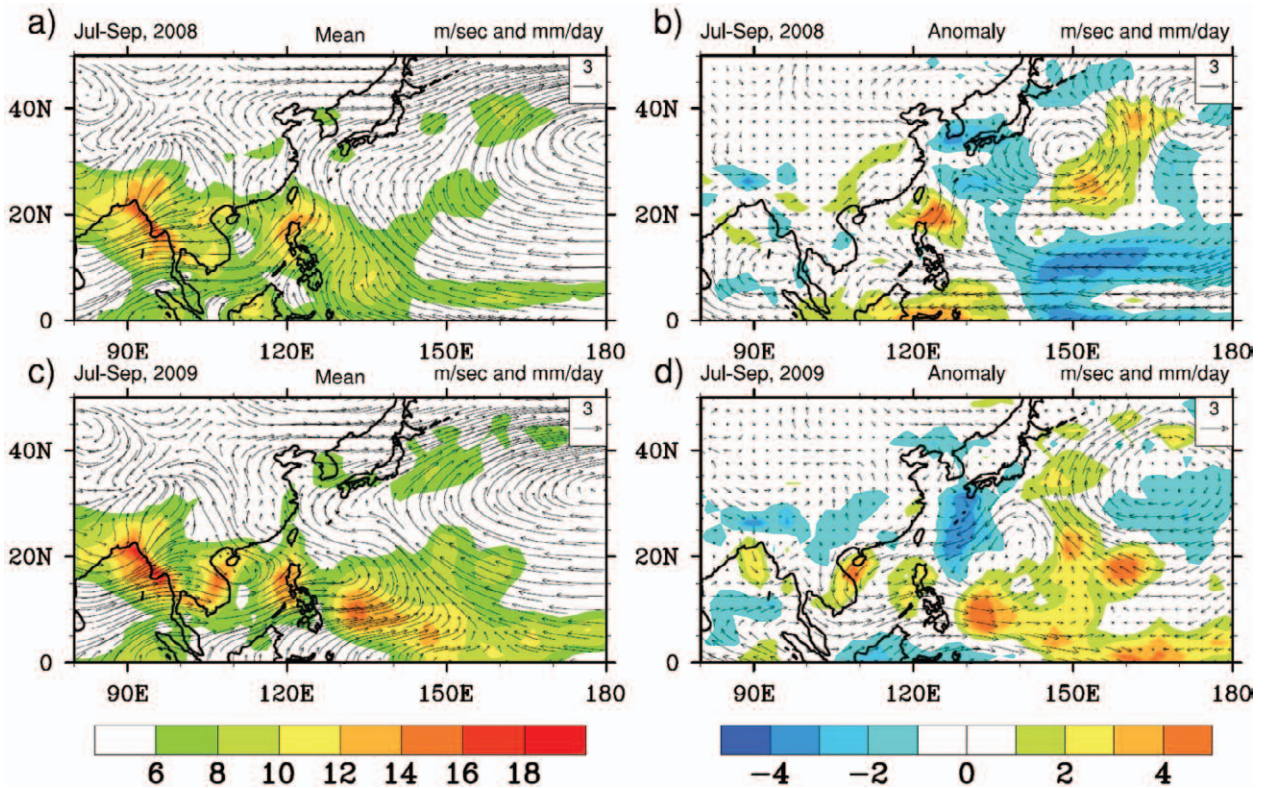 a) Jul-Sep, 2008 Mean m/sec and mm/day
3
40N
20N
0
90E 120E 150E 180
b) Jul-Sep, 2008 Anomaly m/sec and mm/day
3
40N
20N
0
90E 120E 150E 180
c) Jul-Sep, 2009 Mean m/sec and mm/day
3
40N
20N
0
90E 120E 150E 180
d) Jul-Sep, 2009 Anomaly m/sec and mm/day
3
40N
20N
0
90E 120E 150E 180
6 8 10 12 14 16 18
-4 -2 0 2 4